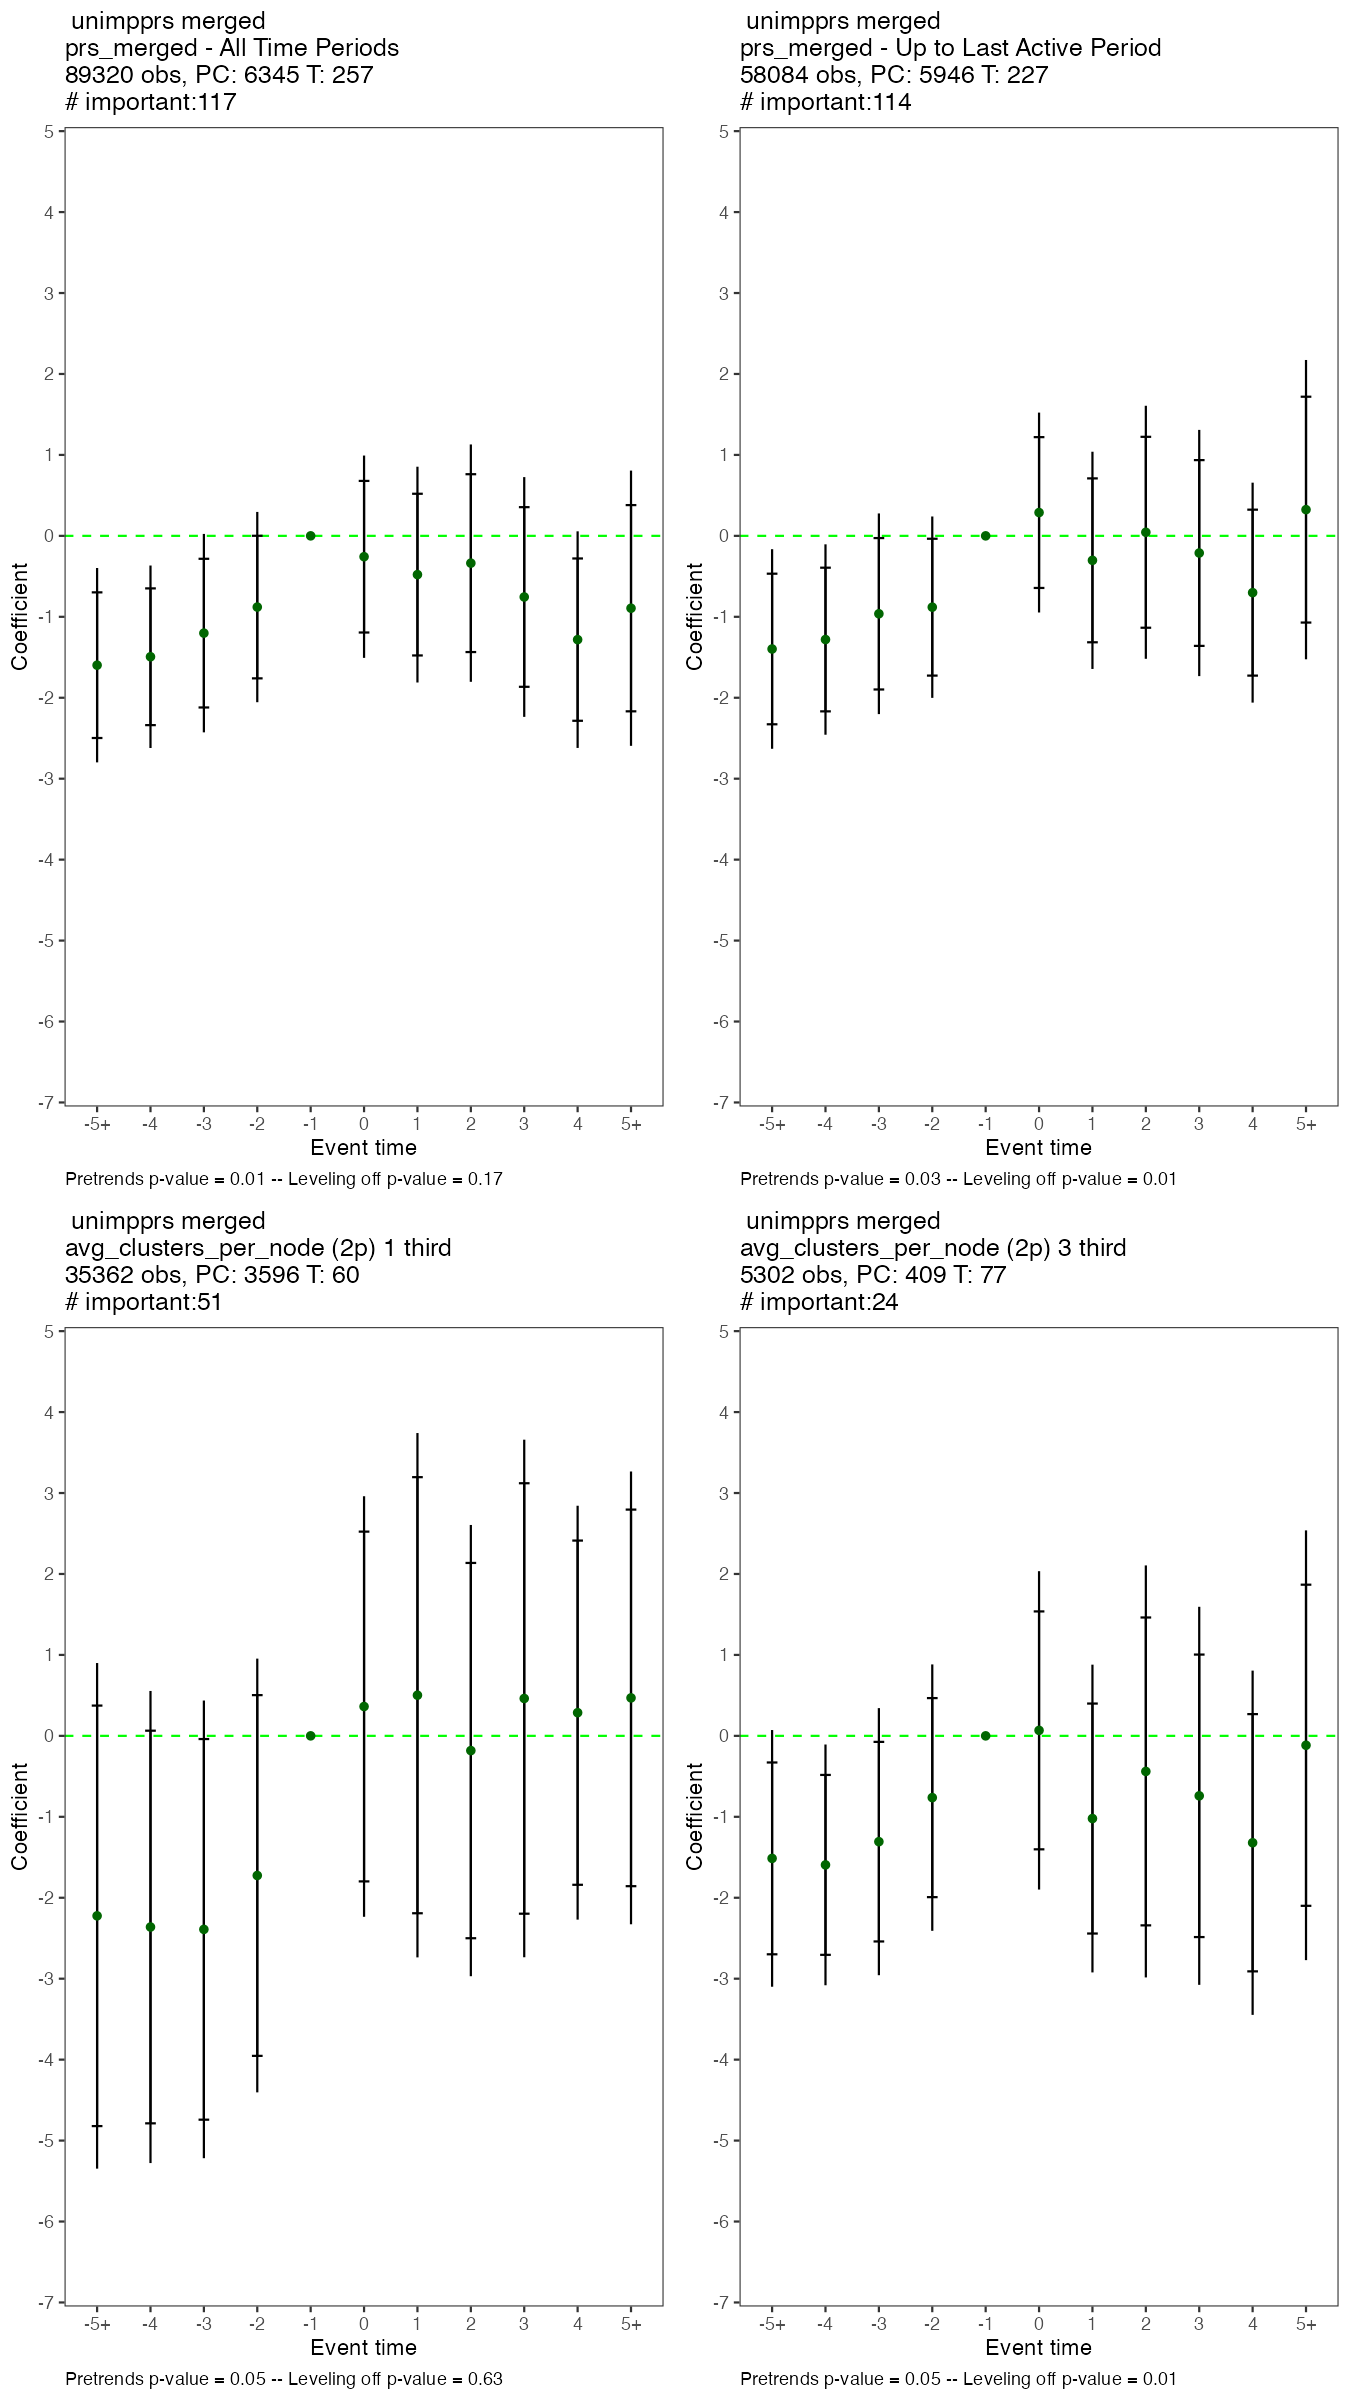 unimpprs merged
prs_merged - All Time Periods
89320 obs, PC: 6345 T: 257
# important:117
5
4
3
2
1
0
-1
-2
-3
-4
-5
-6
-7
Coefficient
-5+ -4 -3 -2 -1 0 1 2 3 4 5+
Event time
Pretrends p-value = 0.01 -- Leveling off p-value = 0.17
unimpprs merged
prs_merged - Up to Last Active Period
58084 obs, PC: 5946 T: 227
# important:114
5
4
3
2
1
0
-1
-2
-3
-4
-5
-6
-7
Coefficient
-5+ -4 -3 -2 -1 0 1 2 3 4 5+
Event time
Pretrends p-value = 0.03 -- Leveling off p-value = 0.01
unimpprs merged
avg_clusters_per_node (2p) 1 third
35362 obs, PC: 3596 T: 60
# important:51
5
4
3
2
1
0
-1
-2
-3
-4
-5
-6
-7
Coefficient
-5+ -4 -3 -2 -1 0 1 2 3 4 5+
Event time
Pretrends p-value = 0.05 -- Leveling off p-value = 0.63
unimpprs merged
avg_clusters_per_node (2p) 3 third
5302 obs, PC: 409 T: 77
# important:24
5
4
3
2
1
0
-1
-2
-3
-4
-5
-6
-7
Coefficient
-5+ -4 -3 -2 -1 0 1 2 3 4 5+
Event time
Pretrends p-value = 0.05 -- Leveling off p-value = 0.01